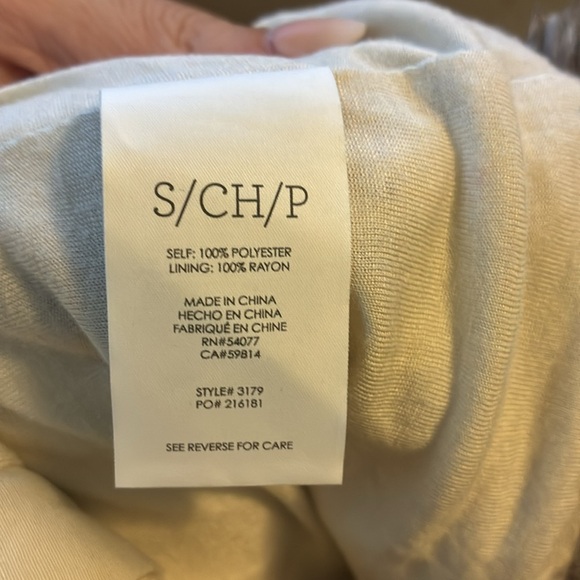 S/CH/P
SELF: 100% POLYESTER
LINING: 100% RAYON
MADE IN CHINA
HECHO EN CHINA
FABRIQUÉ EN CHINE
RN#54077
CA#59814
STYLE# 3179
PO# 216181
SEE REVERSE FOR CARE